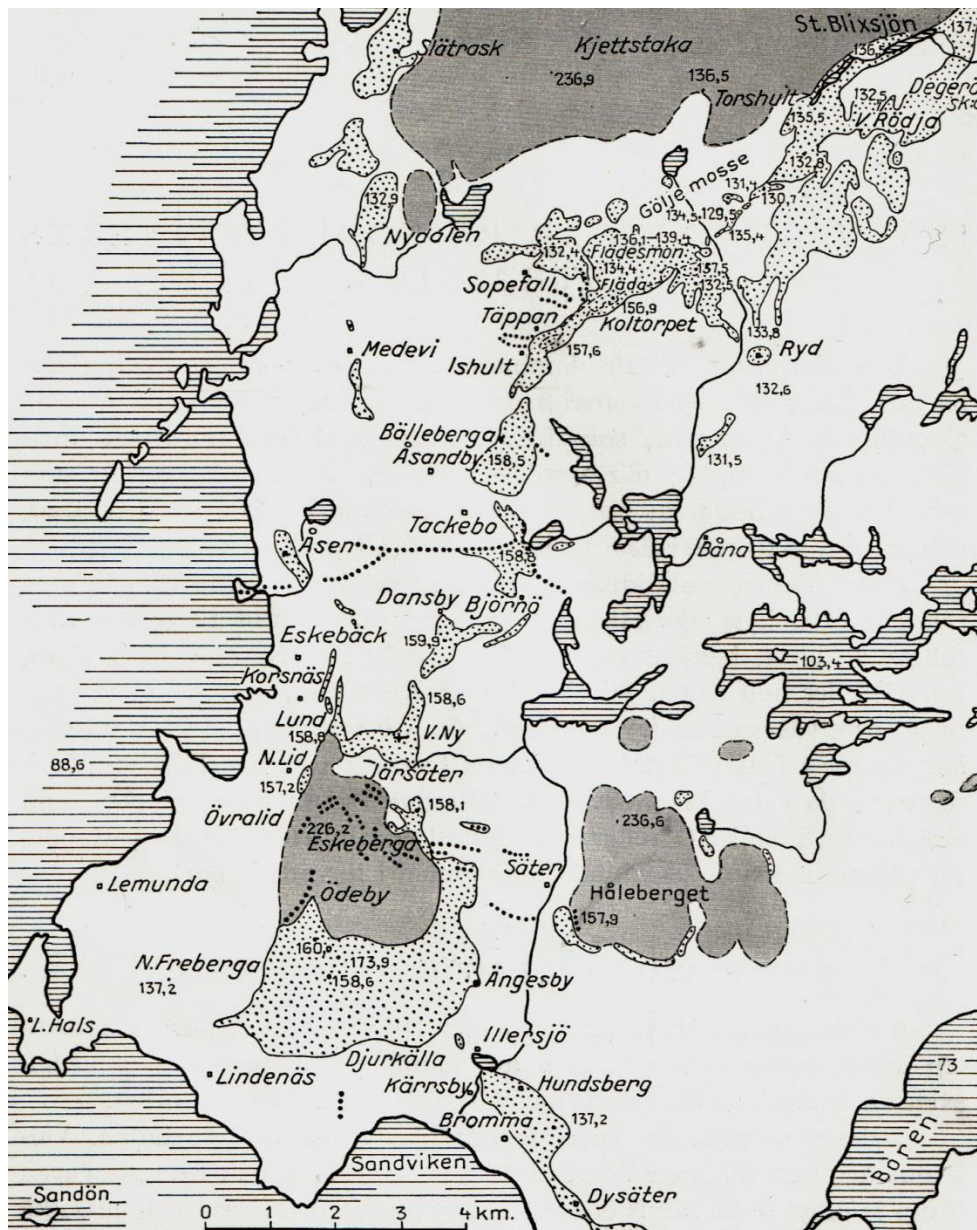 St.Blixsjön
137,
Slätrask
Kjettstaka
236,9
136,5
136,5
Torshult
Degerö
sk.
132,5
V. Rödja
135,5
132,8
Gölje mosse
131,4
130,7
134,5
129,5
135,4
132,9
Nydalen
136,1
139,4
132,4
Flädesmon
134,4
137,5
132,5
Sopefall
Fläda
156,9
Koltorpet
Täppan
157,6
133,8
Ryd
Medevi
Ishult
132,6
Bälleberga
158,5
Åsandby
131,5
Tackebo
Åsen
Båna
Dansby
Björnö
Eskebäck
159,9
103,4
Korsnäs
158,6
Lund
158,9
V.Ny
88,6
N.Lid
157,2
Järsäter
158,1
Övralid
226,2
Eskeberga
236,6
Säter
Lemunda
Ödeby
Håleberget
157,9
160,
N.Freberga
173,9
137,2
158,6
Ängesby
L.Hals
Illersjö
Djurkälla
Lindenäs
Kärrsby
Hundsberg
73
Bromma
137,2
Boren
Sandviken
Sandön
Dysäter
0 1 2 3 4 km.